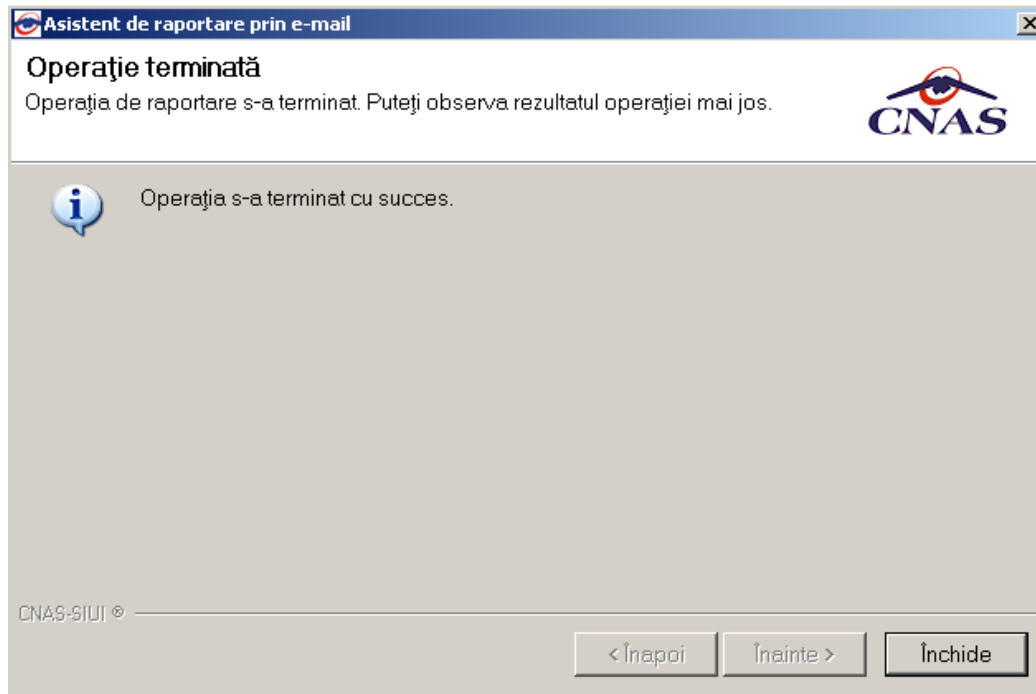 Asistent de raportare prin e-mail
Operaţie terminată
Operaţia de raportare s-a terminat. Puteţi observa rezultatul operaţiei mai jos.
CNAS
Operaţia s-a terminat cu succes.
CNAS-SIUI ®
< Înapoi
Înainte >
Închide